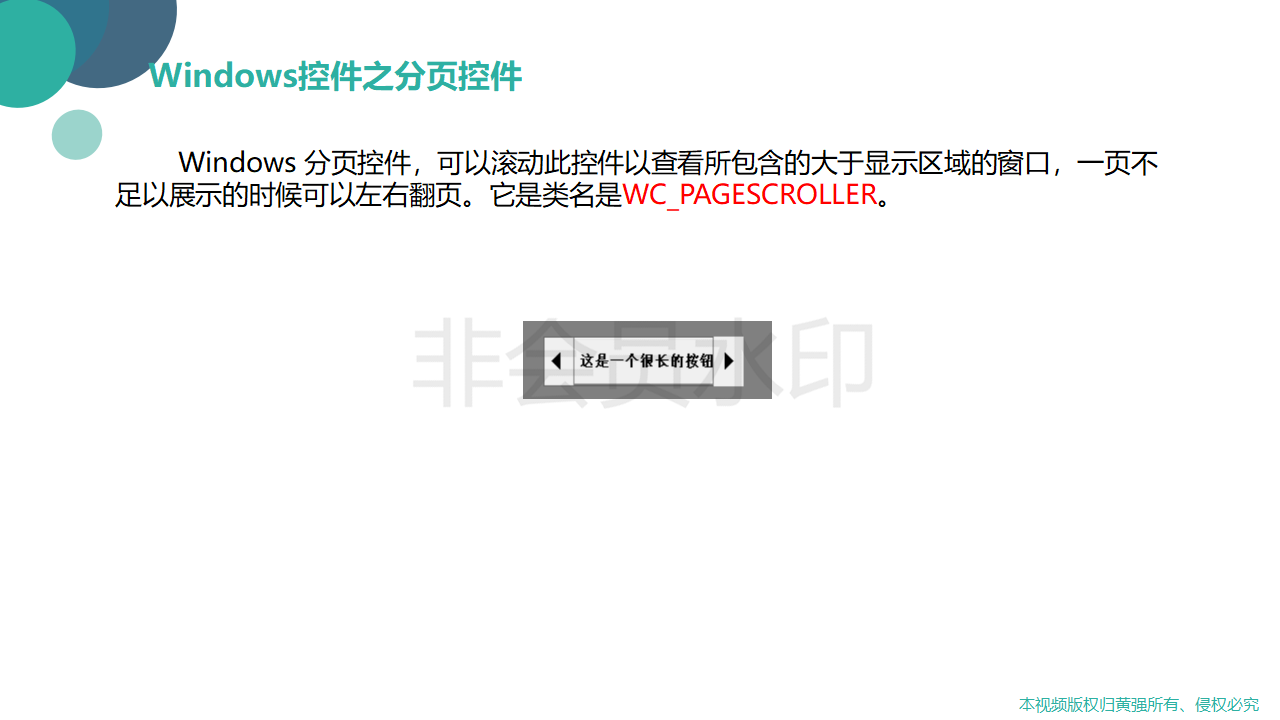 Windows控件之分页控件
Windows 分页控件，可以滚动此控件以查看所包含的大于显示区域的窗口，一页不
足以展示的时候可以左右翻页。它是类名是WC_PAGESCROLLER。
非会员水印
这是一个很长的按钮
本视频版权归黄强所有、侵权必究